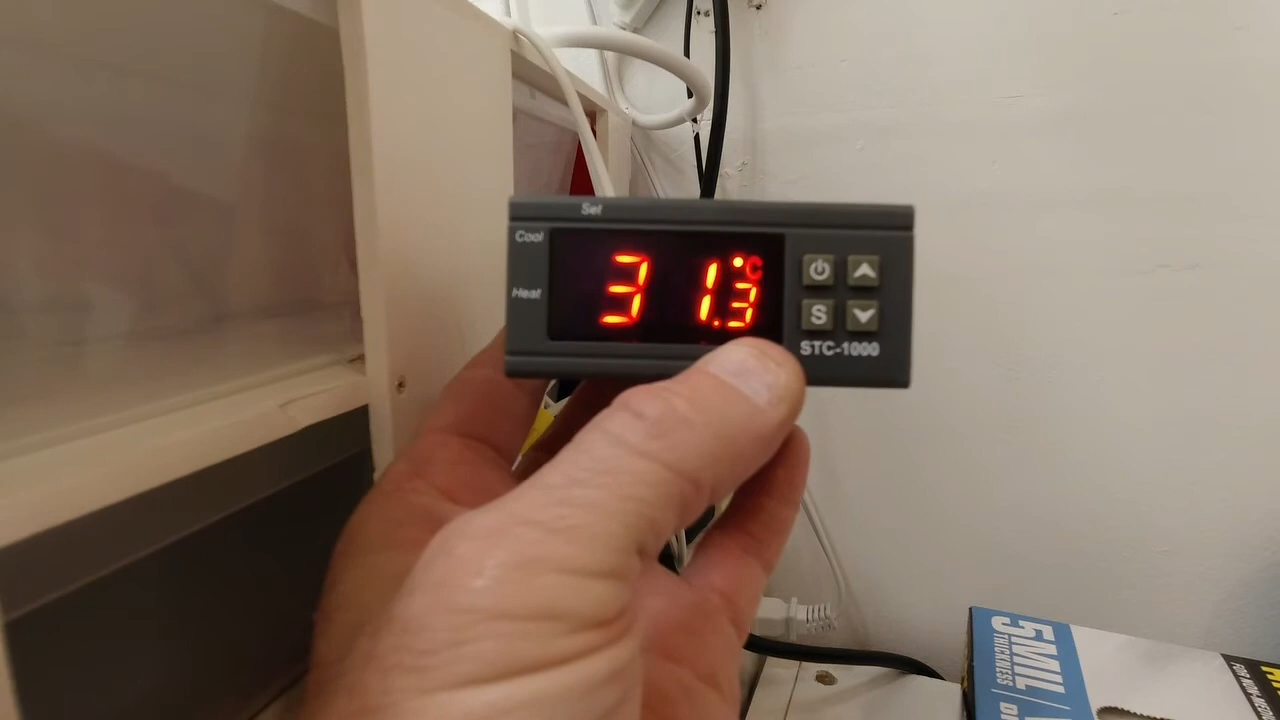 Set
Cool
31.3 °C
Heat
S
STC-1000
5MIL
THICKNESS